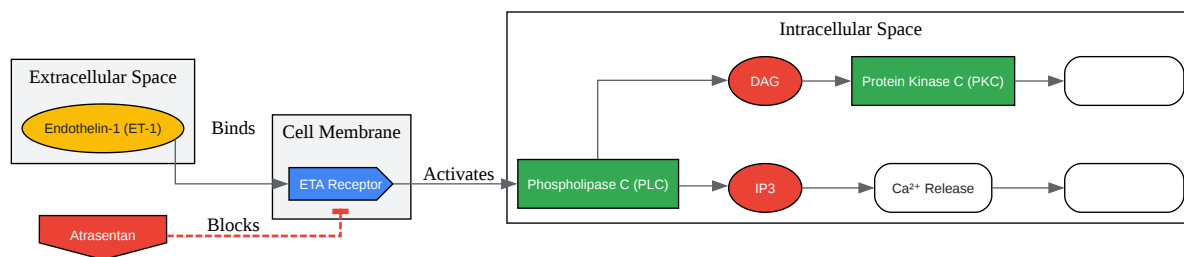 Intracellular Space
Extracellular Space
DAG
Protein Kinase C (PKC)
Endothelin-1 (ET-1)
Binds
Cell Membrane
ETA Receptor
Activates
Phospholipase C (PLC)
IP3
Ca²⁺ Release
Atrasentan
Blocks